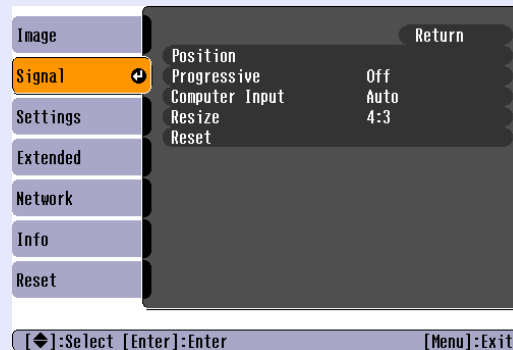 Image
Signal
Settings
Extended
Network
Info
Reset
Return
Position
Progressive Off
Computer Input Auto
Resize 4:3
Reset
[◆]:Select [Enter]:Enter [Menu]:Exit